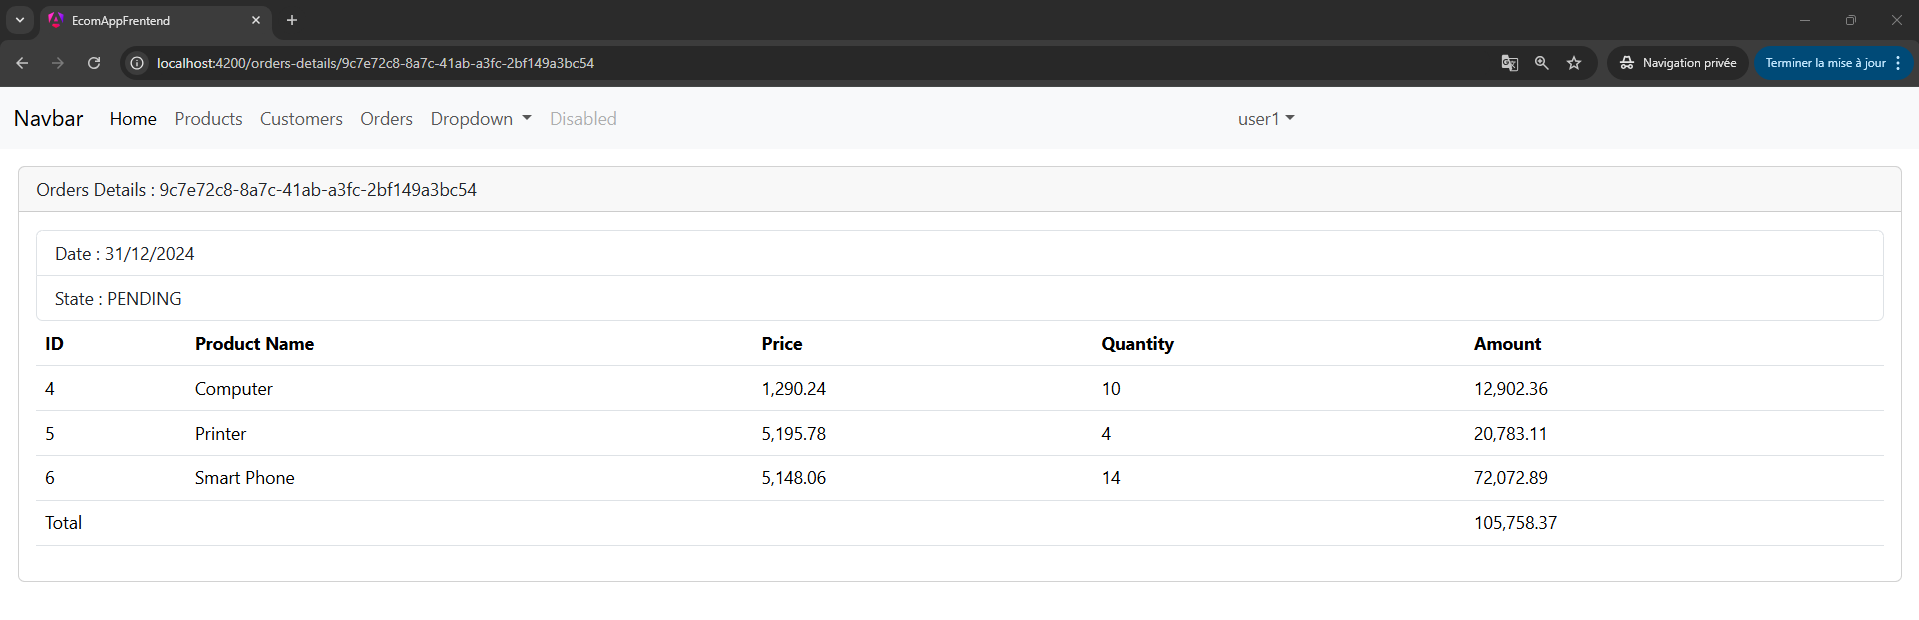 EcomAppFrentend
localhost:4200/orders-details/9c7e72c8-8a7c-41ab-a3fc-2bf149a3bc54 Navigation privée Terminer la mise à jour
Navbar Home Products Customers Orders Dropdown Disabled user1
Orders Details : 9c7e72c8-8a7c-41ab-a3fc-2bf149a3bc54
Date : 31/12/2024
State : PENDING
ID Product Name Price Quantity Amount
4 Computer 1,290.24 10 12,902.36
5 Printer 5,195.78 4 20,783.11
6 Smart Phone 5,148.06 14 72,072.89
Total 105,758.37